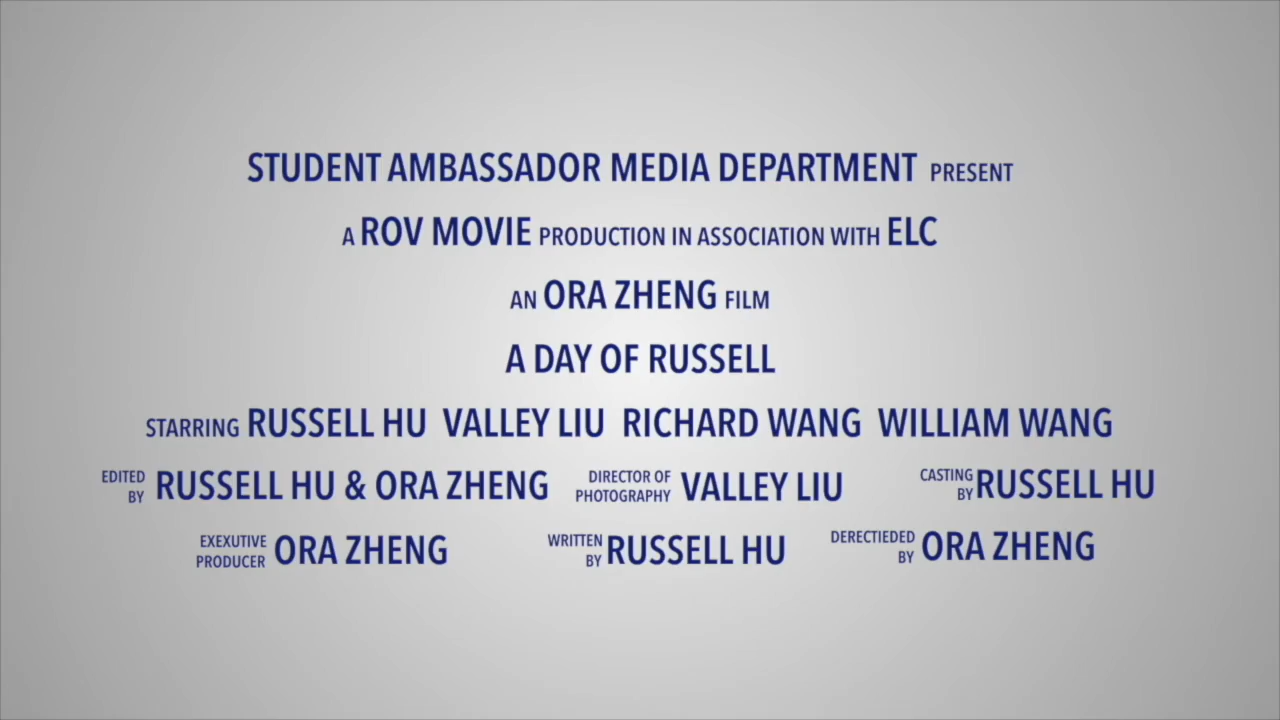 STUDENT AMBASSADOR MEDIA DEPARTMENT PRESENT
A ROV MOVIE PRODUCTION IN ASSOCIATION WITH ELC
AN ORA ZHENG FILM
A DAY OF RUSSELL
STARRING RUSSELL HU VALLEY LIU RICHARD WANG WILLIAM WANG
EDITED BY RUSSELL HU & ORA ZHENG DIRECTOR OF PHOTOGRAPHY VALLEY LIU CASTING BY RUSSELL HU
EXEXUTIVE PRODUCER ORA ZHENG WRITTEN BY RUSSELL HU DERECTIEDED BY ORA ZHENG